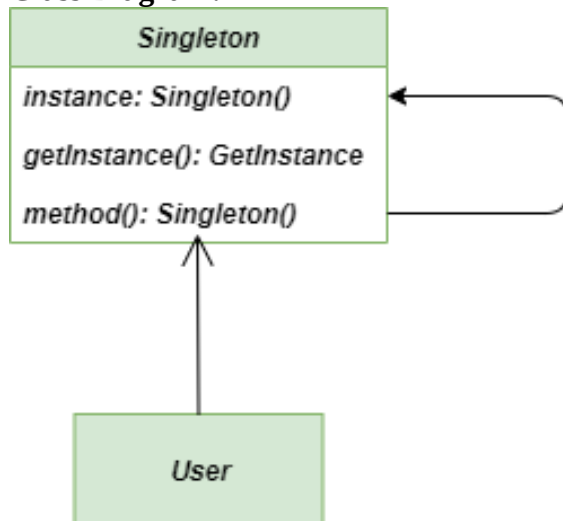 Singleton
instance: Singleton()
getInstance(): GetInstance
method(): Singleton()
User